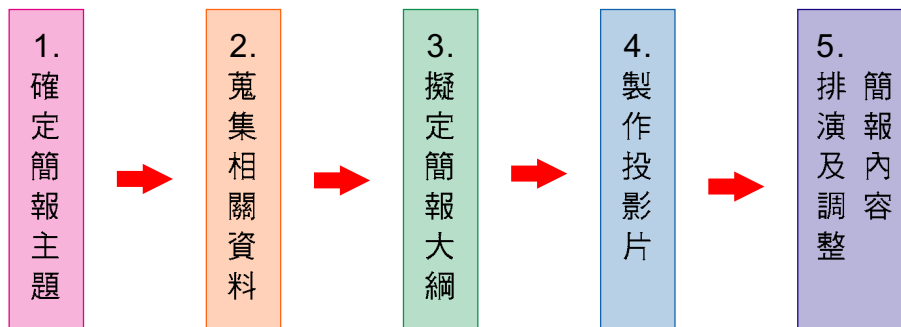 1.
確定簡報主題
2.
蒐集相關資料
3.
擬定簡報大綱
4.
製作投影片
5.
排演及調整
簡報內容